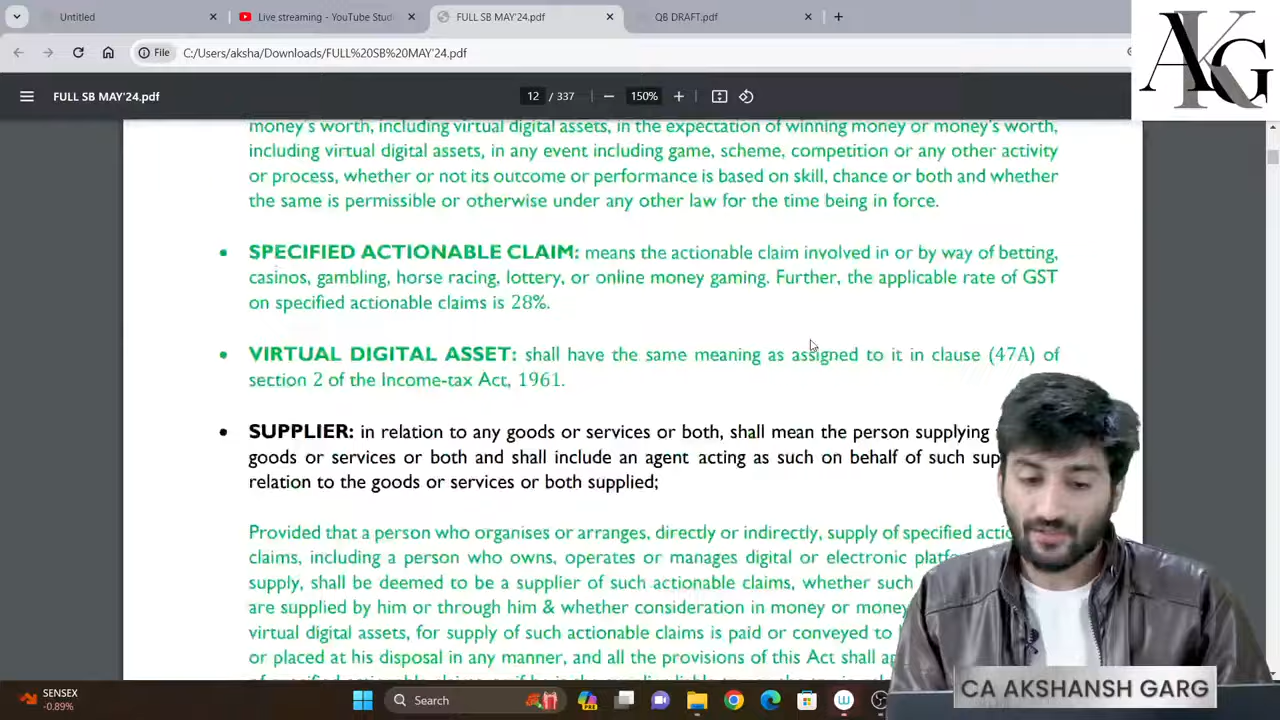 Untitled
Live streaming - YouTube Stud
FULL SB MAY'24.pdf
QB DRAFT.pdf
File
C:/Users/aksha/Downloads/FULL%20SB%20MAY'24.pdf
AKG
FULL SB MAY'24.pdf
12 / 337
150%
money's worth, including virtual digital assets, in the expectation of winning money or money's worth,
including virtual digital assets, in any event including game, scheme, competition or any other activity
or process, whether or not its outcome or performance is based on skill, chance or both and whether
the same is permissible or otherwise under any other law for the time being in force.
• SPECIFIED ACTIONABLE CLAIM: means the actionable claim involved in or by way of betting,
casinos, gambling, horse racing, lottery, or online money gaming. Further, the applicable rate of GST
on specified actionable claims is 28%.
• VIRTUAL DIGITAL ASSET: shall have the same meaning as assigned to it in clause (47A) of
section 2 of the Income-tax Act, 1961.
• SUPPLIER: in relation to any goods or services or both, shall mean the person supplying
goods or services or both and shall include an agent acting as such on behalf of such sup
relation to the goods or services or both supplied;
Provided that a person who organises or arranges, directly or indirectly, supply of specified acti
claims, including a person who owns, operates or manages digital or electronic platf
supply, shall be deemed to be a supplier of such actionable claims, whether such
are supplied by him or through him & whether consideration in money or money
virtual digital assets, for supply of such actionable claims is paid or conveyed to
or placed at his disposal in any manner, and all the provisions of this Act shall a
CA AKSHANSH GARG
SENSEX
-0.89%
Search